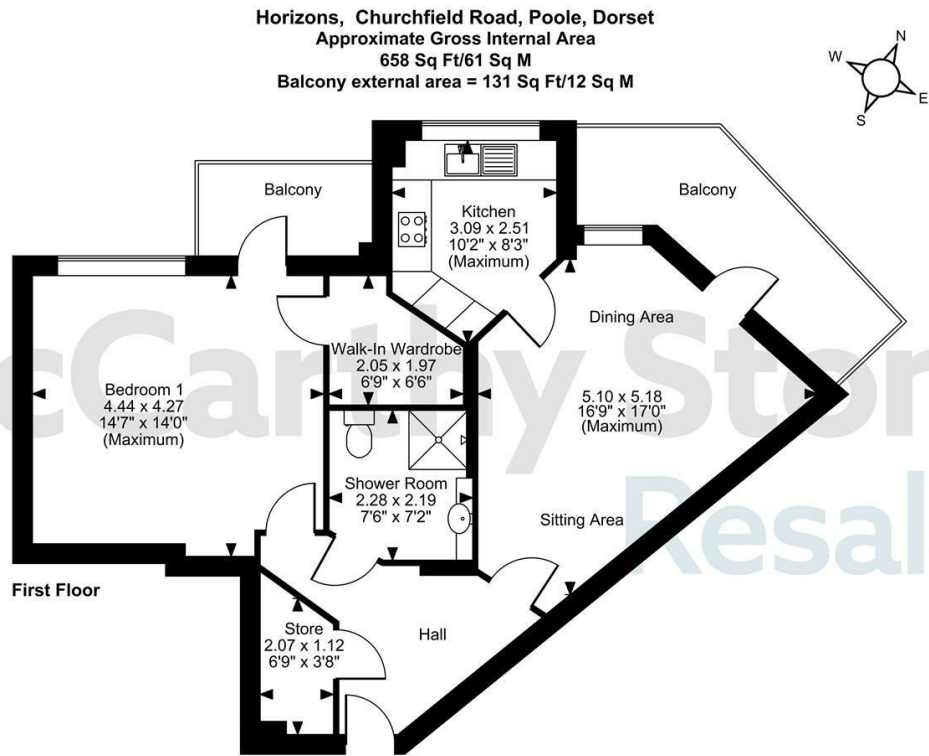 Horizons, Churchfield Road, Poole, Dorset
Approximate Gross Internal Area
658 Sq Ft/61 Sq M
Balcony external area = 131 Sq Ft/12 Sq M
N
W
E
S
Balcony
Kitchen
3.09 x 2.51
10'2" x 8'3"
(Maximum)
Balcony
Dining Area
Walk-In Wardrobe
2.05 x 1.97
6'9" x 6'6"
Bedroom 1
4.44 x 4.27
14'7" x 14'0"
(Maximum)
5.10 x 5.18
16'9" x 17'0"
(Maximum)
cCarthy Stor
Shower Room
2.28 x 2.19
7'6" x 7'2"
Sitting Area
Resal
First Floor
Store
2.07 x 1.12
6'9" x 3'8"
Hall